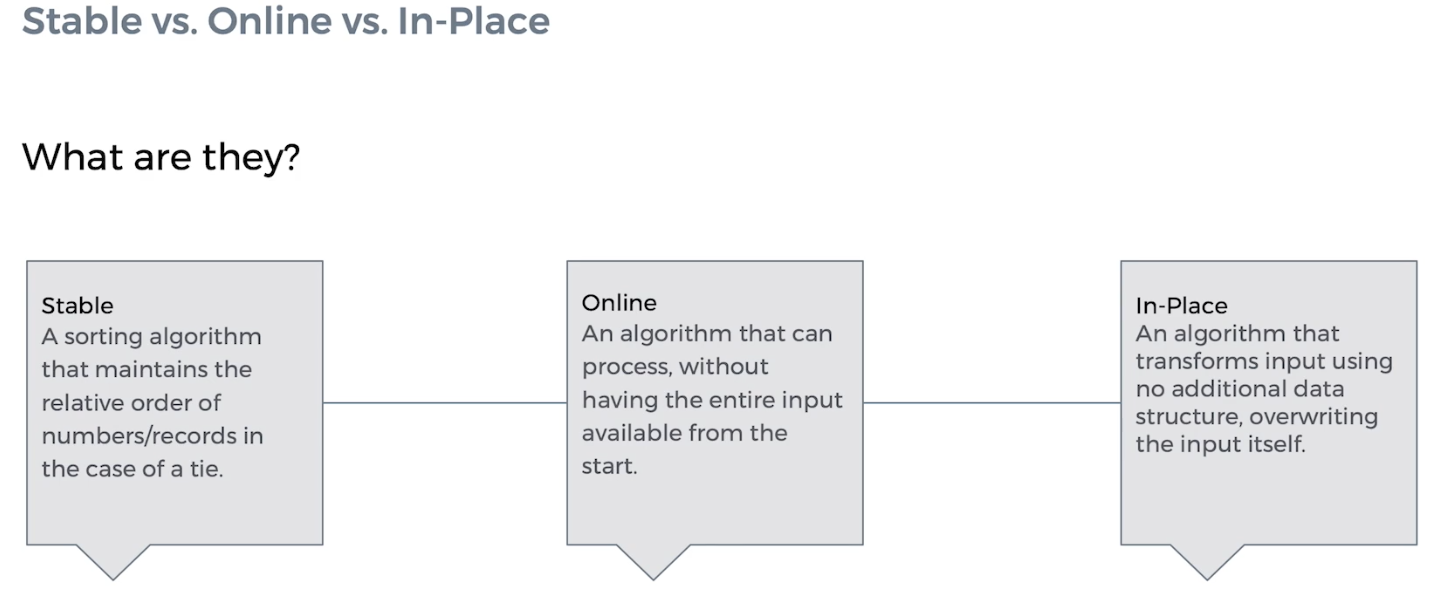 Stable vs. Online vs. In-Place
What are they?
Stable
A sorting algorithm
that maintains the
relative order of
numbers/records in
the case of a tie.
Online
An algorithm that can
process, without
having the entire input
available from the
start.
In-Place
An algorithm that
transforms input using
no additional data
structure, overwriting
the input itself.